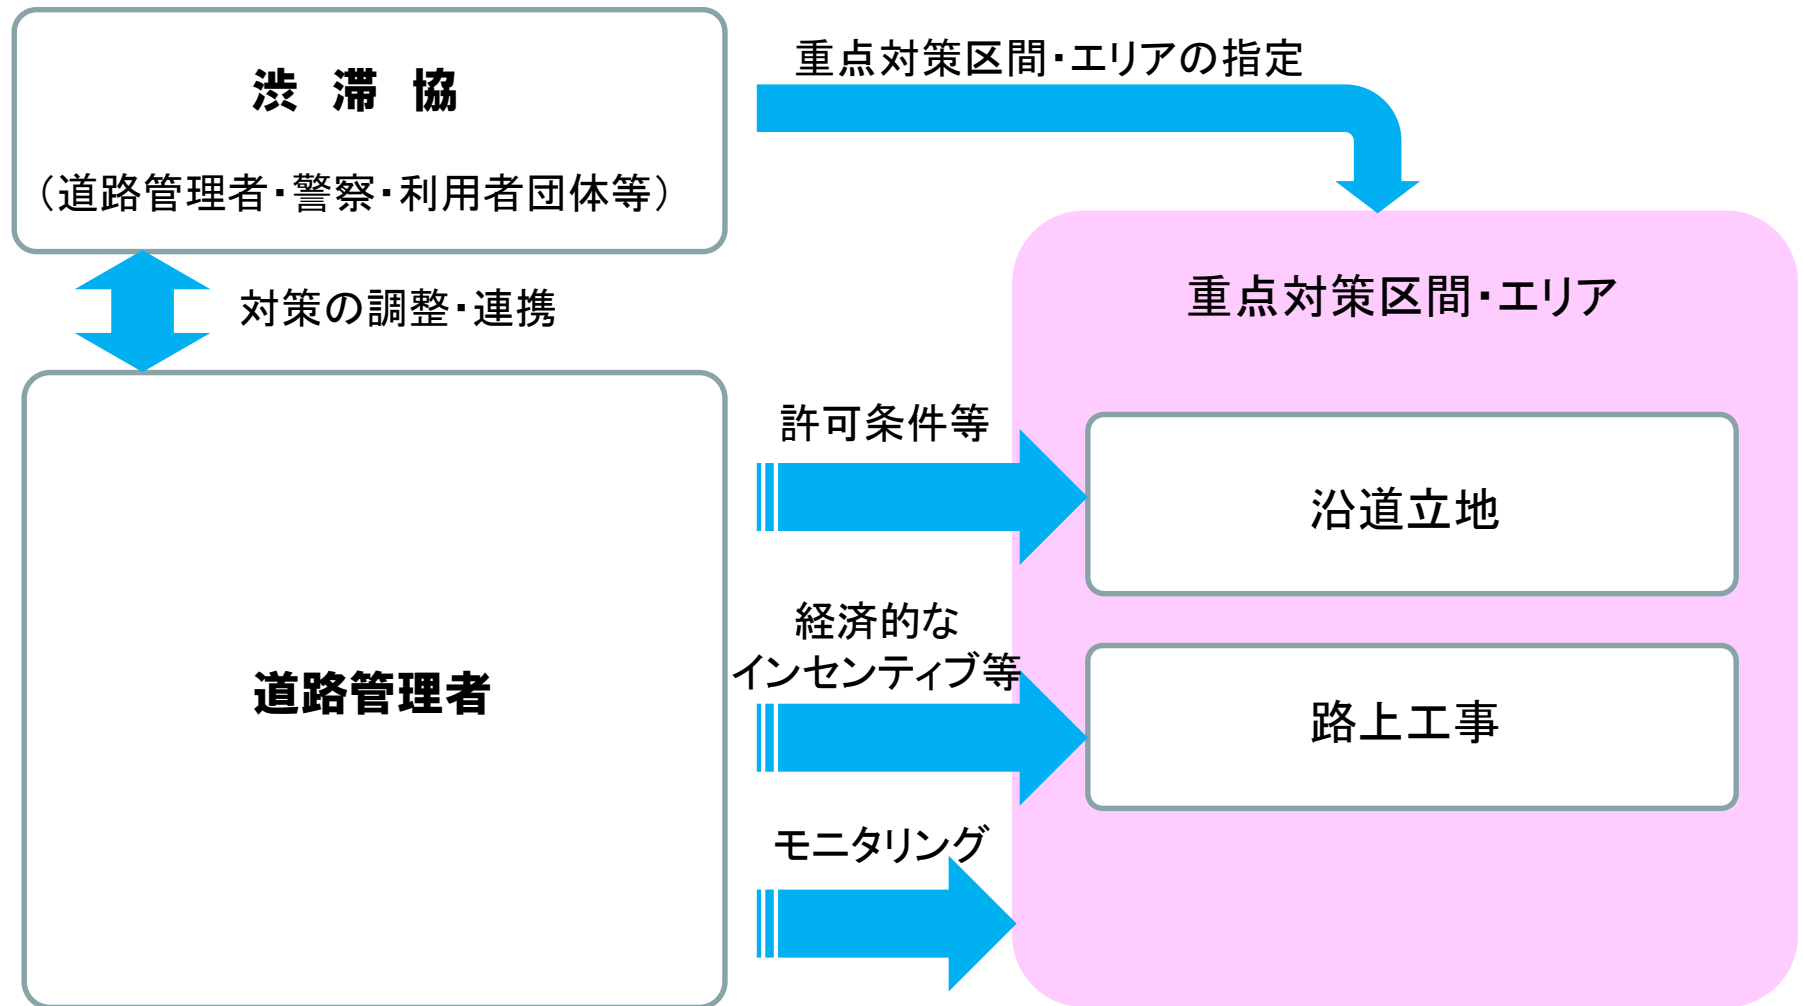 渋 滞 協
（道路管理者・警察・利用者団体等）
重点対策区間・エリアの指定
対策の調整・連携
重点対策区間・エリア
道路管理者
許可条件等
沿道立地
経済的な
インセンティブ等
路上工事
モニタリング